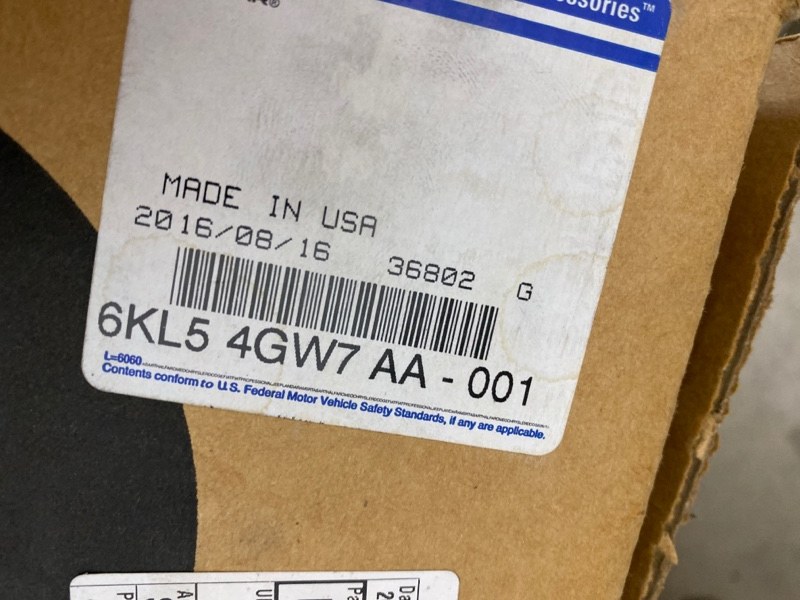 MADE IN USA
2016/08/16 36802 G
6KL5 4GW7 AA - 001
L=6060
Contents conform to U.S. Federal Motor Vehicle Safety Standards, if any are applicable.